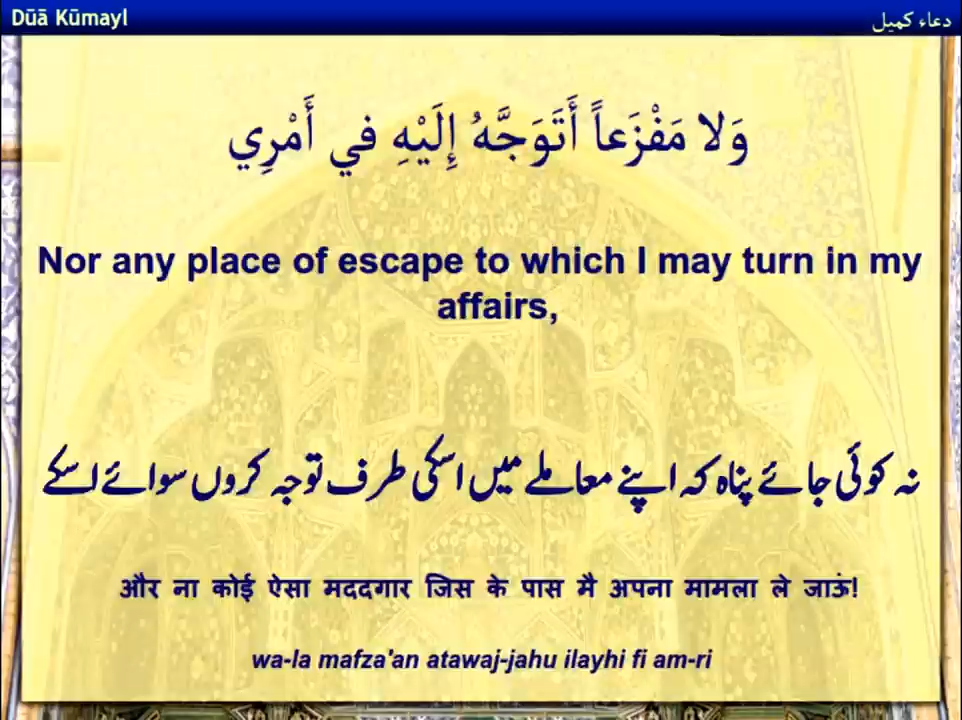 Dūā Kūmayl
دعاء كميل
وَلا مَفْزَعاً أَتَوَجَّهُ إِلَيْهِ في أَمْرِي
Nor any place of escape to which I may turn in my
affairs,
نہ کوئی جائے پناہ کہ اپنے معاملے میں اسکی طرف توجہ کروں سوائے اسکے
और ना कोई ऐसा मददगार जिस के पास मै अपना मामला ले जाऊं!
wa-la mafza'an atawaj-jahu ilayhi fi am-ri